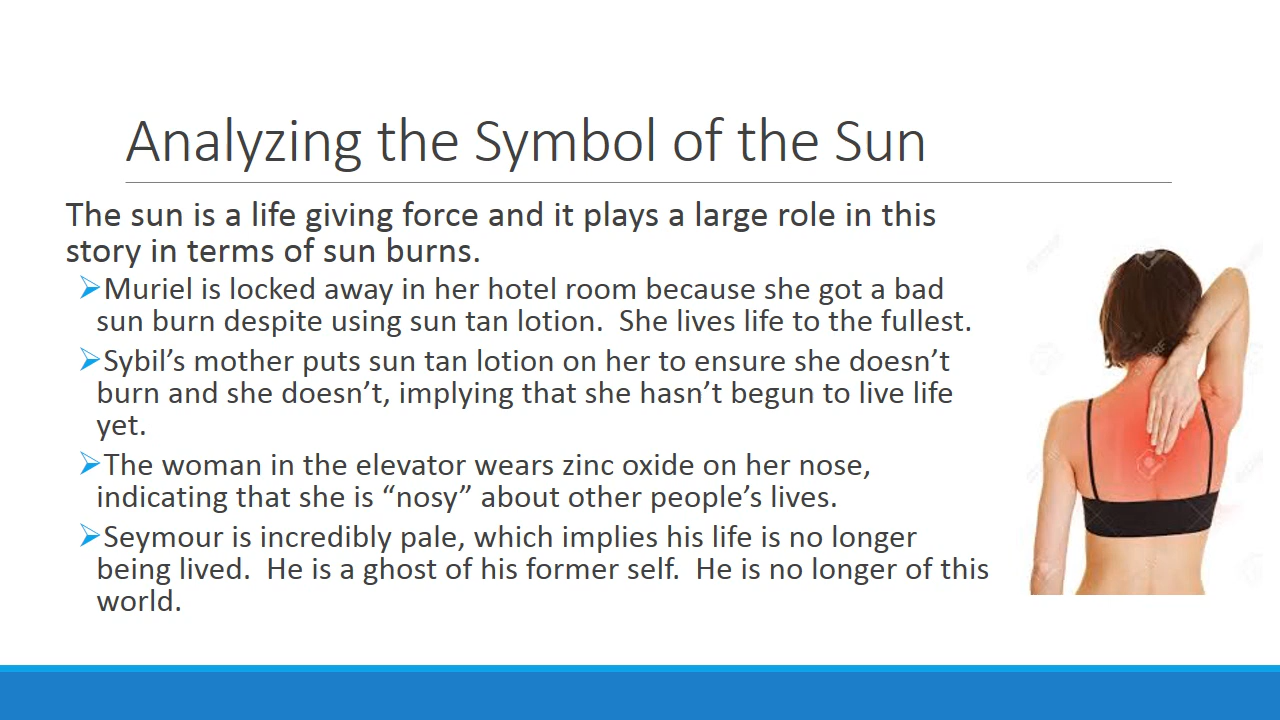 Analyzing the Symbol of the Sun
The sun is a life giving force and it plays a large role in this
story in terms of sun burns.
Muriel is locked away in her hotel room because she got a bad
sun burn despite using sun tan lotion.  She lives life to the fullest.
Sybil’s mother puts sun tan lotion on her to ensure she doesn’t
burn and she doesn’t, implying that she hasn’t begun to live life
yet.
The woman in the elevator wears zinc oxide on her nose,
indicating that she is “nosy” about other people’s lives.
Seymour is incredibly pale, which implies his life is no longer
being lived.  He is a ghost of his former self.  He is no longer of this
world.